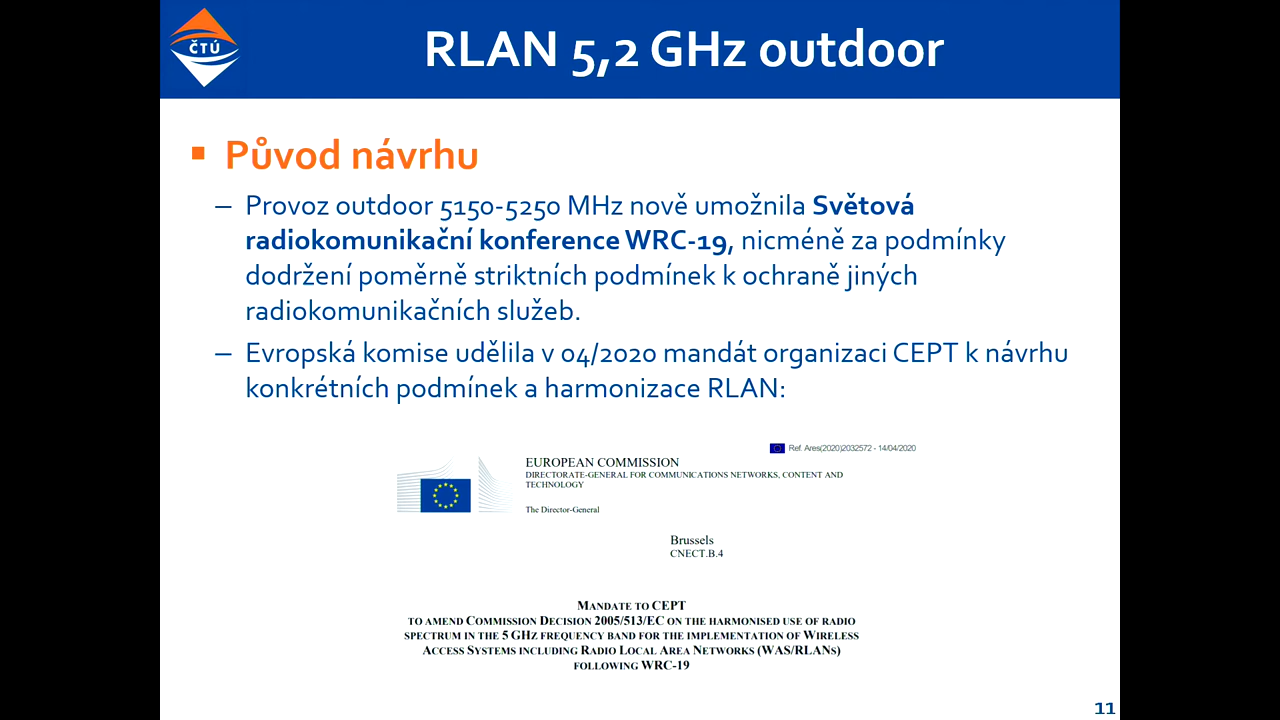 ČTÚ
RLAN 5,2 GHz outdoor
Původ návrhu
– Provoz outdoor 5150-5250 MHz nově umožnila Světová
radiokomunikační konference WRC-19, nicméně za podmínky
dodržení poměrně striktních podmínek k ochraně jiných
radiokomunikačních služeb.
– Evropská komise udělila v 04/2020 mandát organizaci CEPT k návrhu
konkrétních podmínek a harmonizace RLAN:
Ref. Ares(2020)2032572 - 14/04/2020
EUROPEAN COMMISSION
DIRECTORATE-GENERAL FOR COMMUNICATIONS NETWORKS, CONTENT AND
TECHNOLOGY
The Director-General
Brussels
CNECT.B.4
MANDATE TO CEPT
TO AMEND COMMISSION DECISION 2005/513/EC ON THE HARMONISED USE OF RADIO
SPECTRUM IN THE 5 GHZ FREQUENCY BAND FOR THE IMPLEMENTATION OF WIRELESS
ACCESS SYSTEMS INCLUDING RADIO LOCAL AREA NETWORKS (WAS/RLANS)
FOLLOWING WRC-19
11